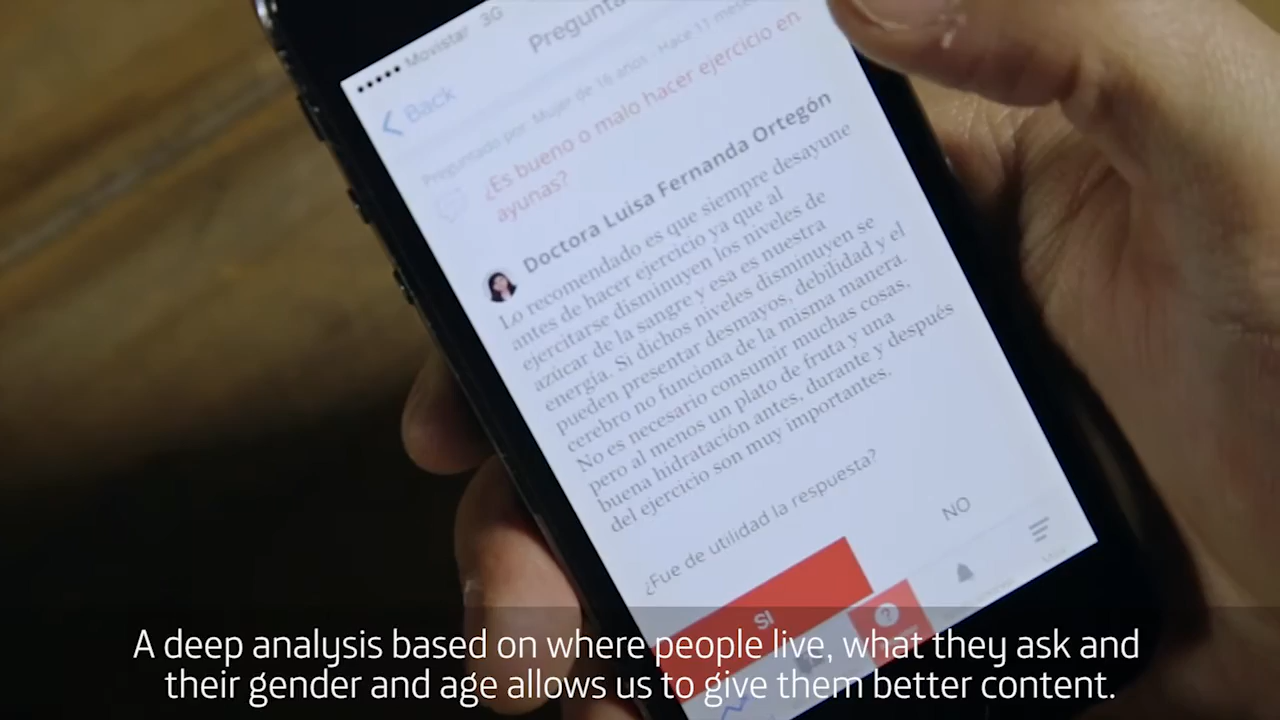 Movistar 3G
Pregunta
Back
Preguntado por: Mujer de 16 años - Hace 11 meses
¿Es bueno o malo hacer ejercicio en
ayunas?
Doctora Luisa Fernanda Ortegón
Lo recomendado es que siempre desayune
antes de hacer ejercicio ya que al
ejercitarse disminuyen los niveles de
azúcar de la sangre y esa es nuestra
energía. Si dichos niveles disminuyen se
pueden presentar desmayos, debilidad y el
cerebro no funciona de la misma manera.
No es necesario consumir muchas cosas,
pero al menos un plato de fruta y una
buena hidratación antes, durante y después
del ejercicio son muy importantes.
¿Fue de utilidad la respuesta?
SI
NO
?
A deep analysis based on where people live, what they ask and
their gender and age allows us to give them better content.